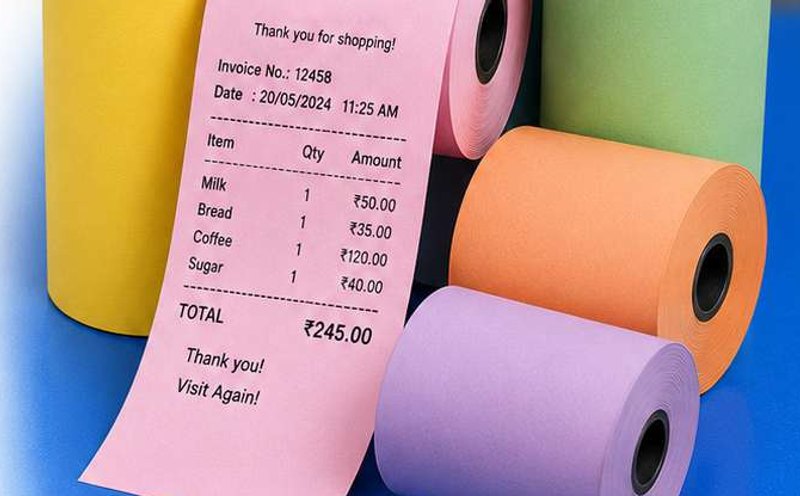 Thank you for shopping!
Invoice No.: 12458
Date : 20/05/2024 11:25 AM
Item Qty Amount
Milk 1 ₹50.00
Bread 1 ₹35.00
Coffee 1 ₹120.00
Sugar 1 ₹40.00
TOTAL ₹245.00
Thank you!
Visit Again!